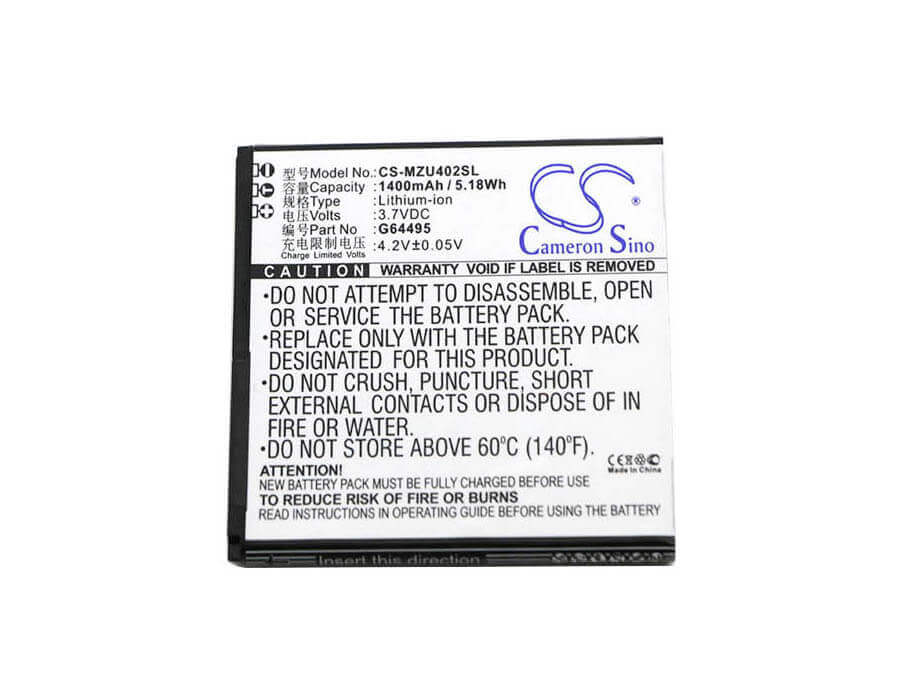 型号Model No.:CS-MZU402SL
容量Capacity :1400mAh / 5.18Wh
规格Type :Lithium-ion
电压Volts :3.7VDC
编号Part No :G64495
充电限制电压:4.2V±0.05V
Charge Limited Volts
CS
®
Cameron Sino
CAUTION WARRANTY VOID IF LABEL IS REMOVED
•DO NOT ATTEMPT TO DISASSEMBLE, OPEN
OR SERVICE THE BATTERY PACK.
•REPLACE ONLY WITH THE BATTERY PACK
DESIGNATED FOR THIS PRODUCT.
•DO NOT CRUSH, PUNCTURE, SHORT
EXTERNAL CONTACTS OR DISPOSE OF IN
FIRE OR WATER.
•DO NOT STORE ABOVE 60°C (140°F).
CE
Made in China
ATTENTION!
NEW BATTERY PACK MUST BE FULLY CHARGED BEFORE USE.
TO REDUCE RISK OF FIRE OR BURNS
READ INSTRUCTIONS IN OPERATING GUIDE BEFORE USING THE BATTERY
Insert this direction